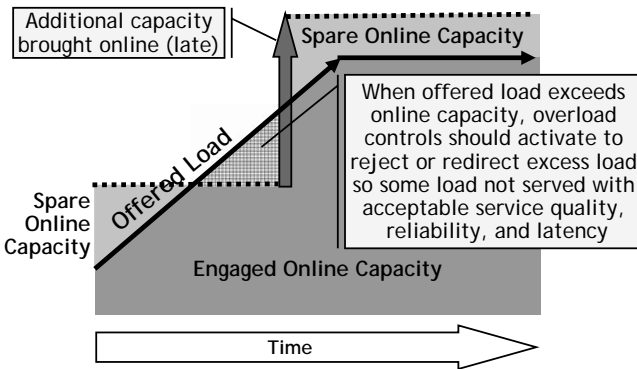 Additional capacity
brought online (late)
Spare Online Capacity
When offered load exceeds
online capacity, overload
controls should activate to
reject or redirect excess load
so some load not served with
acceptable service quality,
reliability, and latency
Offered Load
Spare
Online
Capacity
Engaged Online Capacity
Time